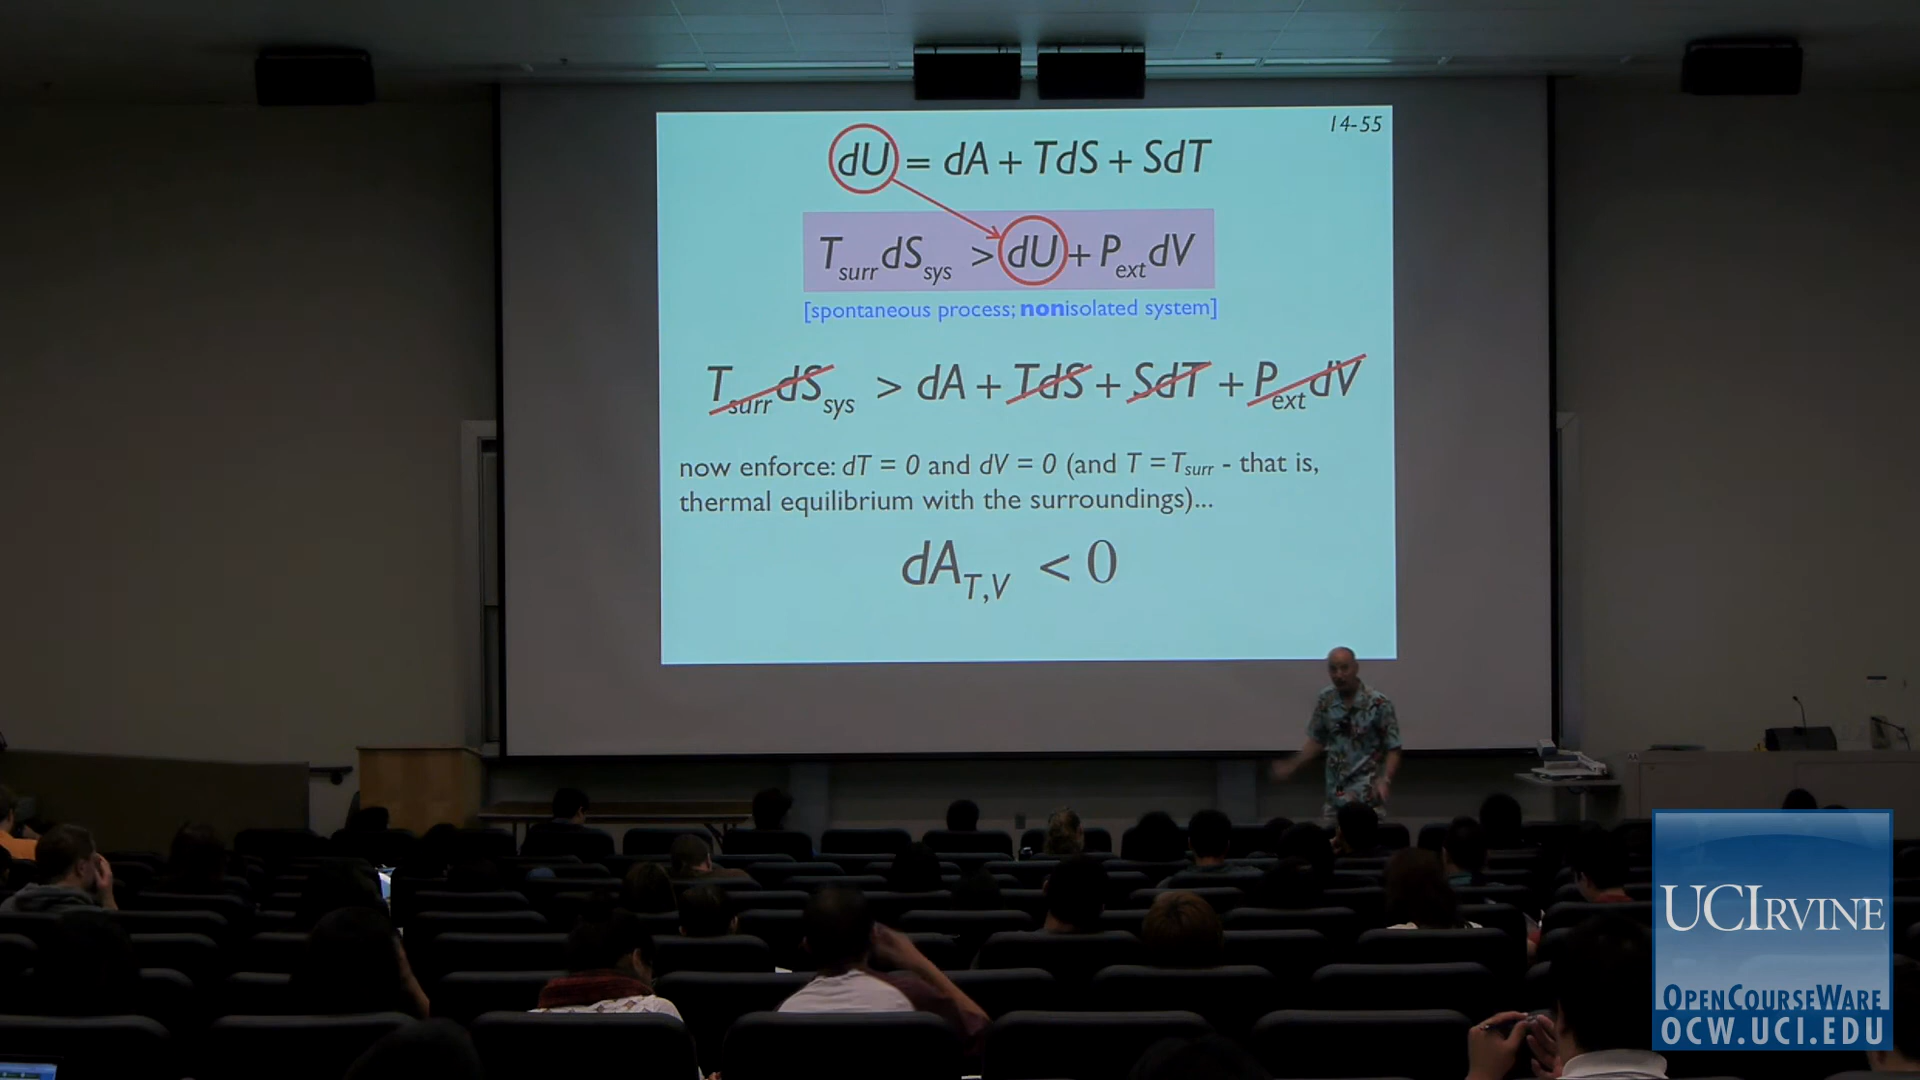 14-55
dU = dA + TdS + SdT
T_surr dS_sys > dU + P_ext dV
[spontaneous process; nonisolated system]
T_surr dS_sys > dA + TdS + SdT + P_ext dV
now enforce: dT = 0 and dV = 0 (and T = T_surr - that is,
thermal equilibrium with the surroundings)...
dA_T,V < 0
UCIRVINE
OPENCOURSEWARE
OCW.UCI.EDU